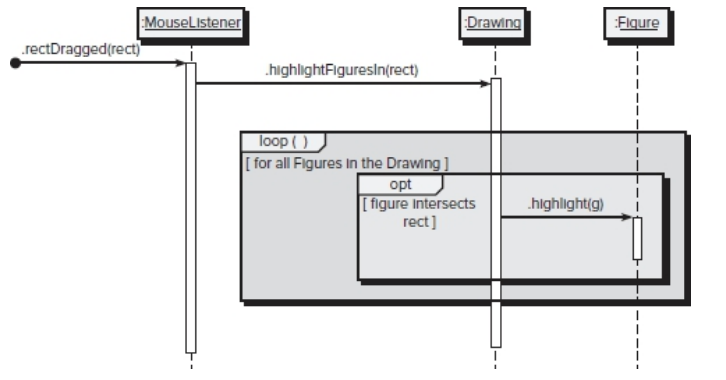 :MouseListener
:Drawing
:Figure
.rectDragged(rect)
.highlightFiguresIn(rect)
loop ( )
[ for all Figures in the Drawing ]
opt
[ figure intersects
rect ]
.highlight(g)